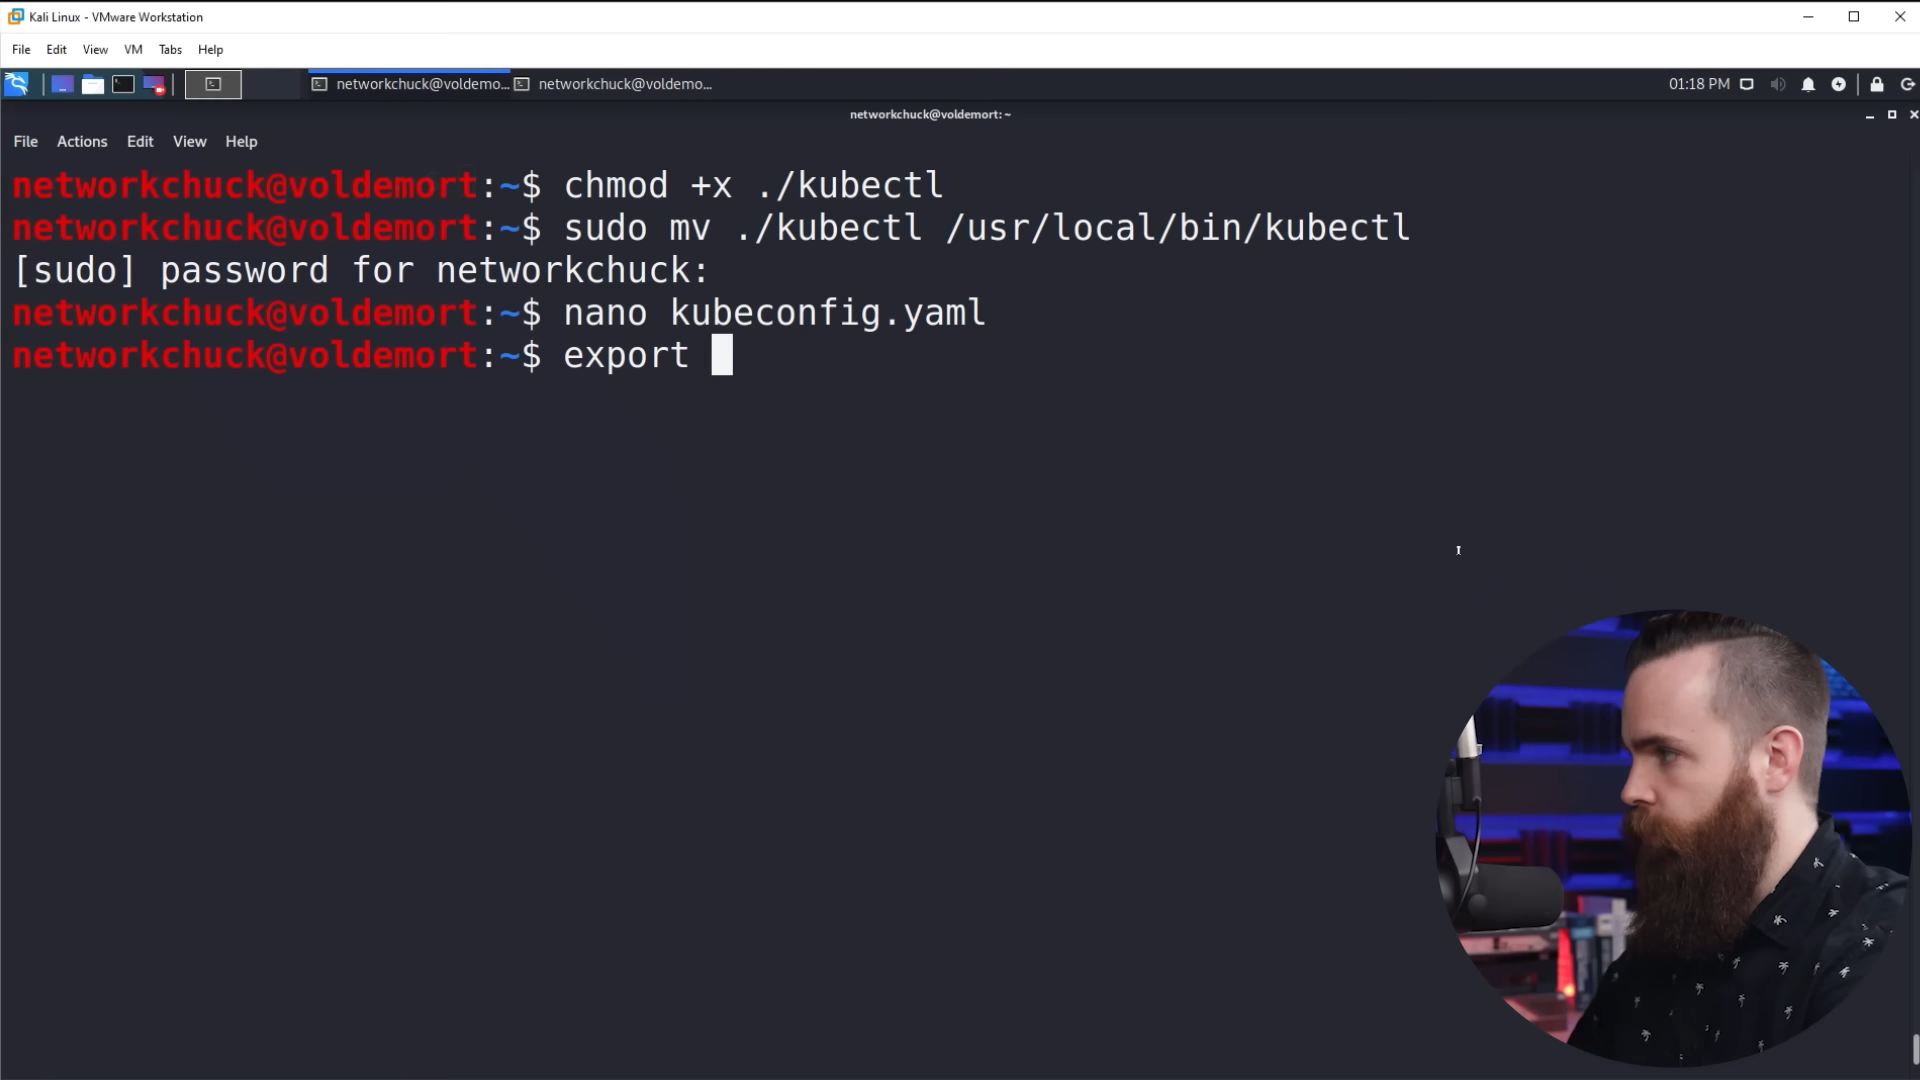 Kali Linux - VMware Workstation
File Edit View VM Tabs Help
networkchuck@voldemo... networkchuck@voldemo... 01:18 PM
networkchuck@voldemort: ~
File Actions Edit View Help
networkchuck@voldemort:~$ chmod +x ./kubectl
networkchuck@voldemort:~$ sudo mv ./kubectl /usr/local/bin/kubectl
[sudo] password for networkchuck:
networkchuck@voldemort:~$ nano kubeconfig.yaml
networkchuck@voldemort:~$ export